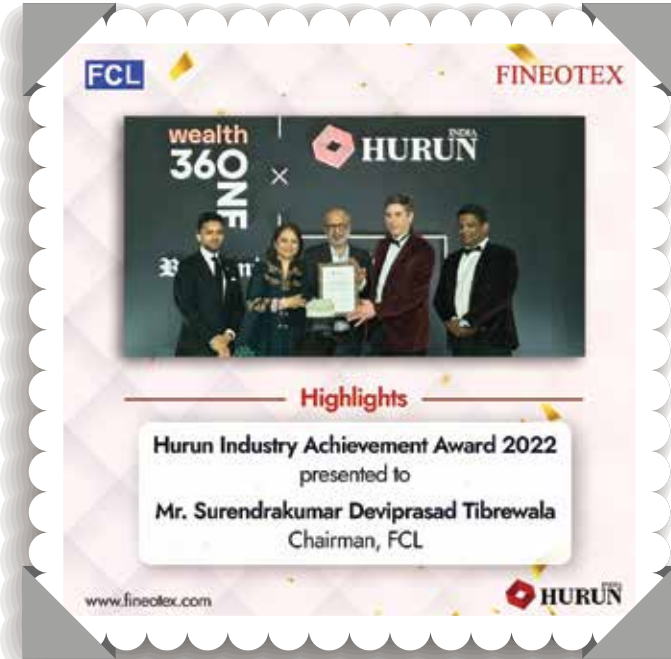 FCL
FINEOTEX
wealth
360
ONE
×
HURUN
INDIA
Highlights
Hurun Industry Achievement Award 2022
presented to
Mr. Surendrakumar Deviprasad Tibrewala
Chairman, FCL
www.fineotex.com
HURUN
INDIA